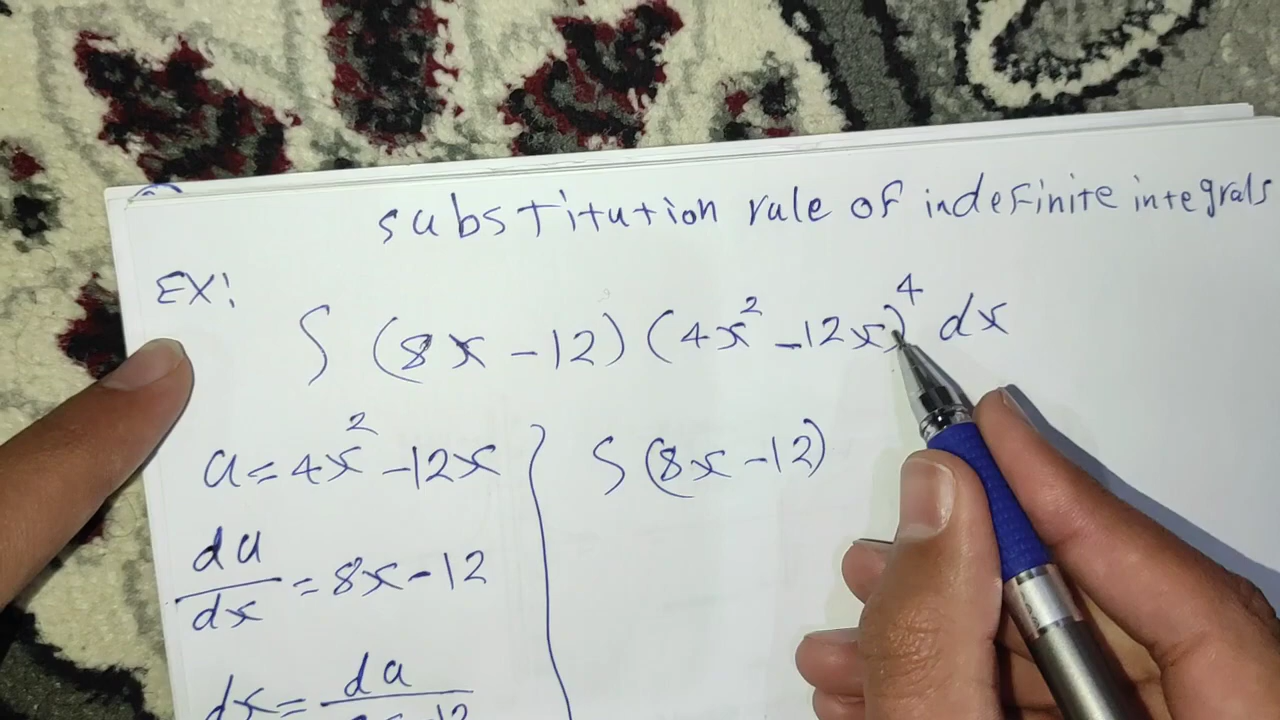 substitution rule of indefinite integrals
EX!
∫ (8x - 12) (4x² - 12x)⁴ dx
u = 4x² - 12x
du/dx = 8x - 12
dx = du/
∫ (8x - 12)